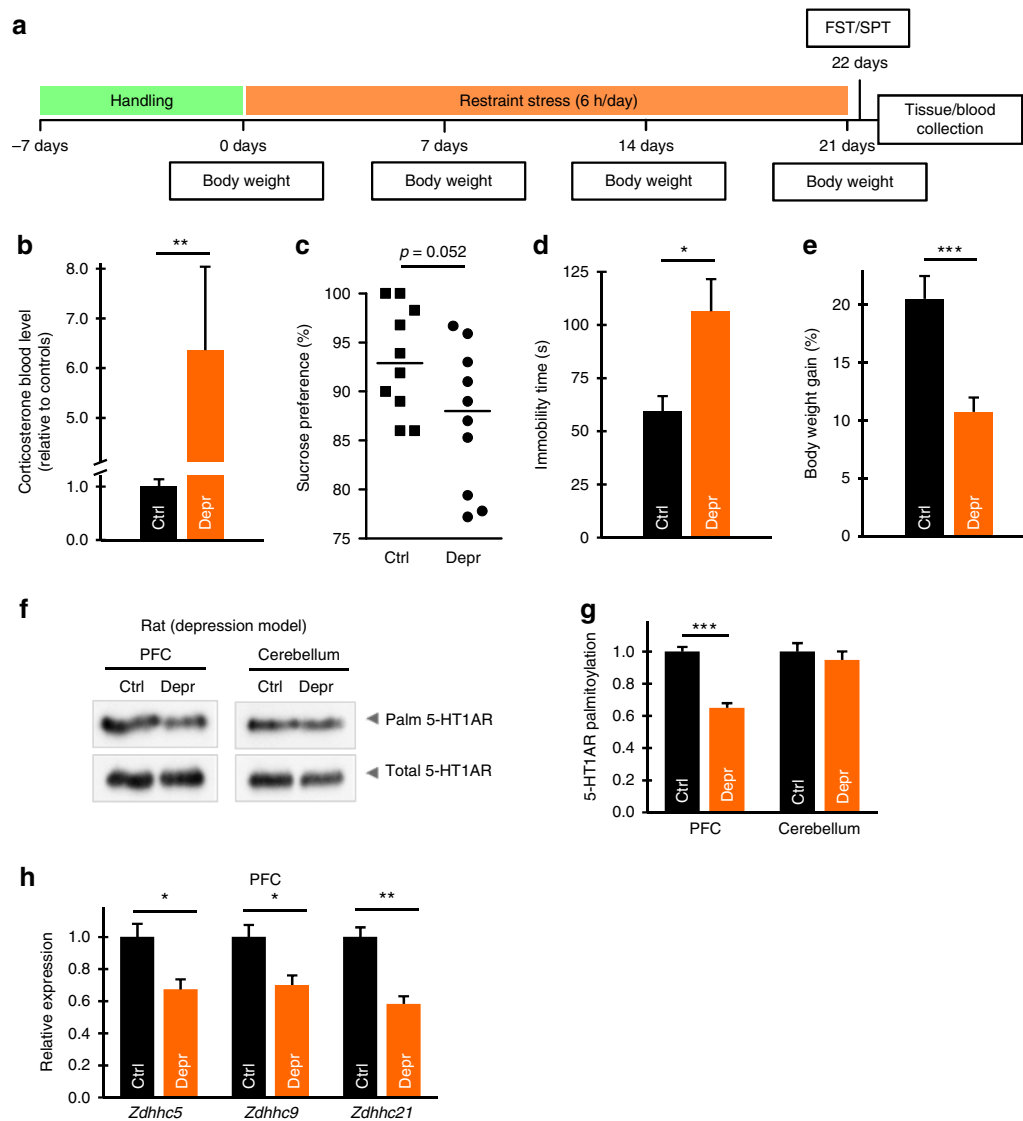 a
FST/SPT
22 days
Handling
Restraint stress (6 h/day)
Tissue/blood
collection
–7 days
0 days
7 days
14 days
21 days
Body weight
Body weight
Body weight
Body weight
b
**
Corticosterone blood level
(relative to controls)
8.0
7.0
6.0
5.0
1.0
0.0
Ctrl
Depr
c
p = 0.052
Sucrose preference (%)
100
95
90
85
80
75
Ctrl
Depr
d
*
Immobility time (s)
125
100
75
50
25
0
Ctrl
Depr
e
***
Body weight gain (%)
20
15
10
5
0
Ctrl
Depr
f
Rat (depression model)
PFC
Cerebellum
Ctrl
Depr
Ctrl
Depr
Palm 5-HT1AR
Total 5-HT1AR
g
***
5-HT1AR palmitoylation
1.0
0.8
0.6
0.4
0.2
0.0
Ctrl
Depr
Ctrl
Depr
PFC
Cerebellum
h
PFC
*
*
**
Relative expression
1.0
0.8
0.6
0.4
0.2
0.0
Ctrl
Depr
Ctrl
Depr
Ctrl
Depr
Zdhhc5
Zdhhc9
Zdhhc21